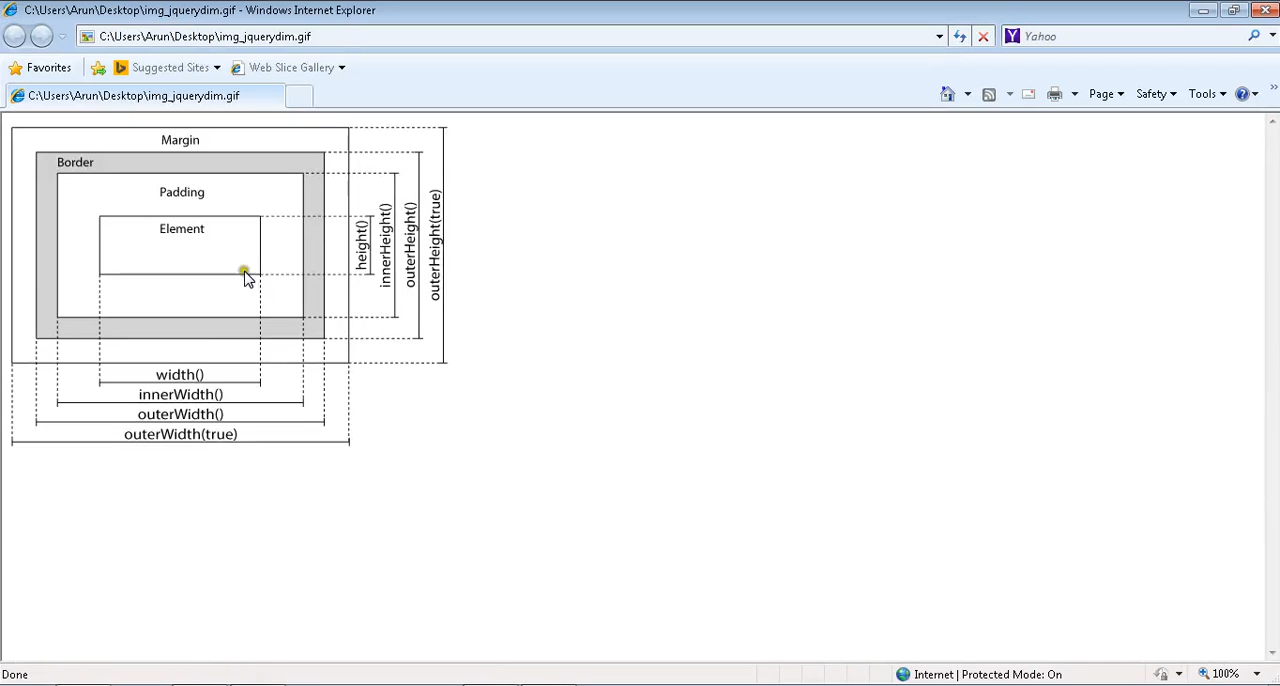 C:\Users\Arun\Desktop\img_jquerydim.gif - Windows Internet Explorer
C:\Users\Arun\Desktop\img_jquerydim.gif
Yahoo
Favorites
Suggested Sites
Web Slice Gallery
C:\Users\Arun\Desktop\img_jquerydim.gif
Page
Safety
Tools
Margin
Border
Padding
Element
height()
innerHeight()
outerHeight()
outerHeight(true)
width()
innerWidth()
outerWidth()
outerWidth(true)
Done
Internet | Protected Mode: On
100%